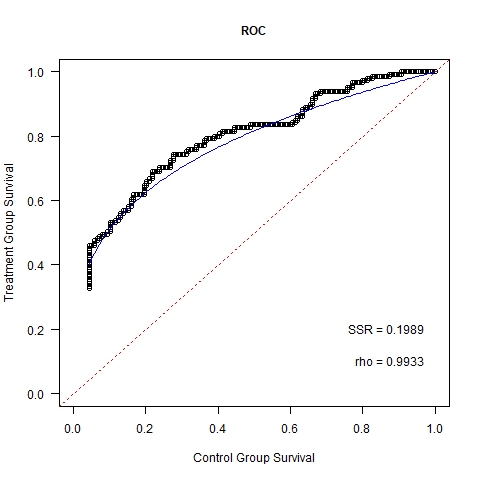 ROC
Treatment Group Survival
1.0
0.8
0.6
0.4
0.2
0.0
SSR = 0.1989
rho = 0.9933
0.0 0.2 0.4 0.6 0.8 1.0
Control Group Survival